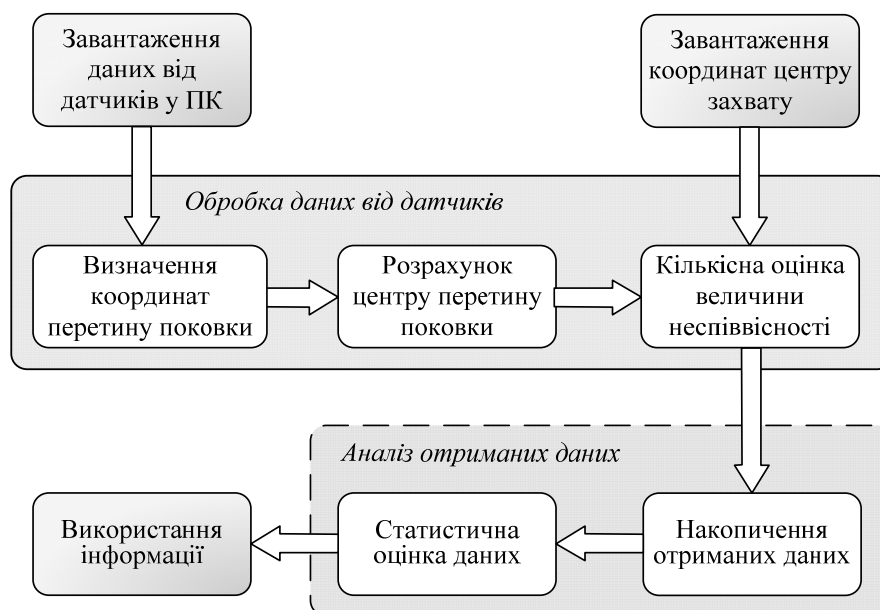 Завантаження
даних від
датчиків у ПК
Завантаження
координат центру
захвату
Обробка даних від датчиків
Визначення
координат
перетину поковки
Розрахунок
центру перетину
поковки
Кількісна оцінка
величини
неспіввісності
Аналіз отриманих даних
Використання
інформації
Статистична
оцінка даних
Накопичення
отриманих даних